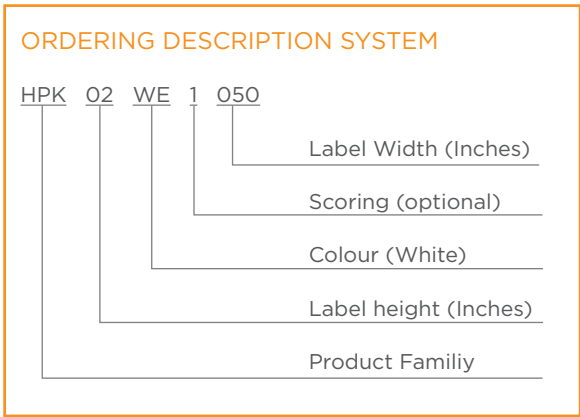 ORDERING DESCRIPTION SYSTEM
HPK 02 WE 1 050
Label Width (Inches)
Scoring (optional)
Colour (White)
Label height (Inches)
Product Familiy